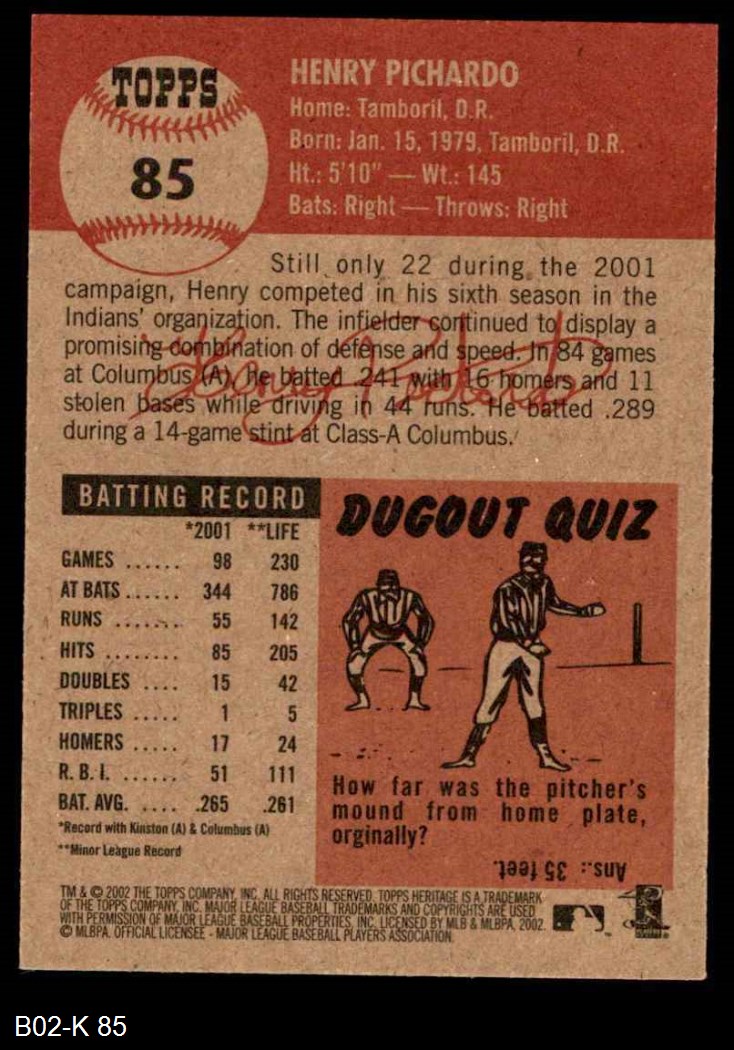 TOPPS
85
HENRY PICHARDO
Home: Tamboril, D.R.
Born: Jan. 15, 1979, Tamboril, D.R.
Ht.: 5'10" — Wt.: 145
Bats: Right — Throws: Right
Still only 22 during the 2001
campaign, Henry competed in his sixth season in the
Indians' organization. The infielder continued to display a
promising combination of defense and speed. In 84 games
at Columbus (A), he batted .241 with 16 homers and 11
stolen bases while driving in 44 runs. He batted .289
during a 14-game stint at Class-A Columbus.
Henry Pichardo
BATTING RECORD
*2001 **LIFE
GAMES ...... 98 230
AT BATS ...... 344 786
RUNS ........ 55 142
HITS ........ 85 205
DOUBLES .... 15 42
TRIPLES ..... 1 5
HOMERS ..... 17 24
R.B.I. ...... 51 111
BAT. AVG. .... .265 .261
*Record with Kinston (A) & Columbus (A)
**Minor League Record
DUGOUT QUIZ
How far was the pitcher's
mound from home plate,
orginally?
Ans.: 35 feet.
TM & © 2002 THE TOPPS COMPANY, INC. ALL RIGHTS RESERVED. TOPPS HERITAGE IS A TRADEMARK
OF THE TOPPS COMPANY, INC. MAJOR LEAGUE BASEBALL TRADEMARKS AND COPYRIGHTS ARE USED
WITH PERMISSION OF MAJOR LEAGUE BASEBALL PROPERTIES, INC. LICENSED BY MLB & MLBPA, 2002.
© MLBPA. OFFICIAL LICENSEE - MAJOR LEAGUE BASEBALL PLAYERS ASSOCIATION.
B02-K 85